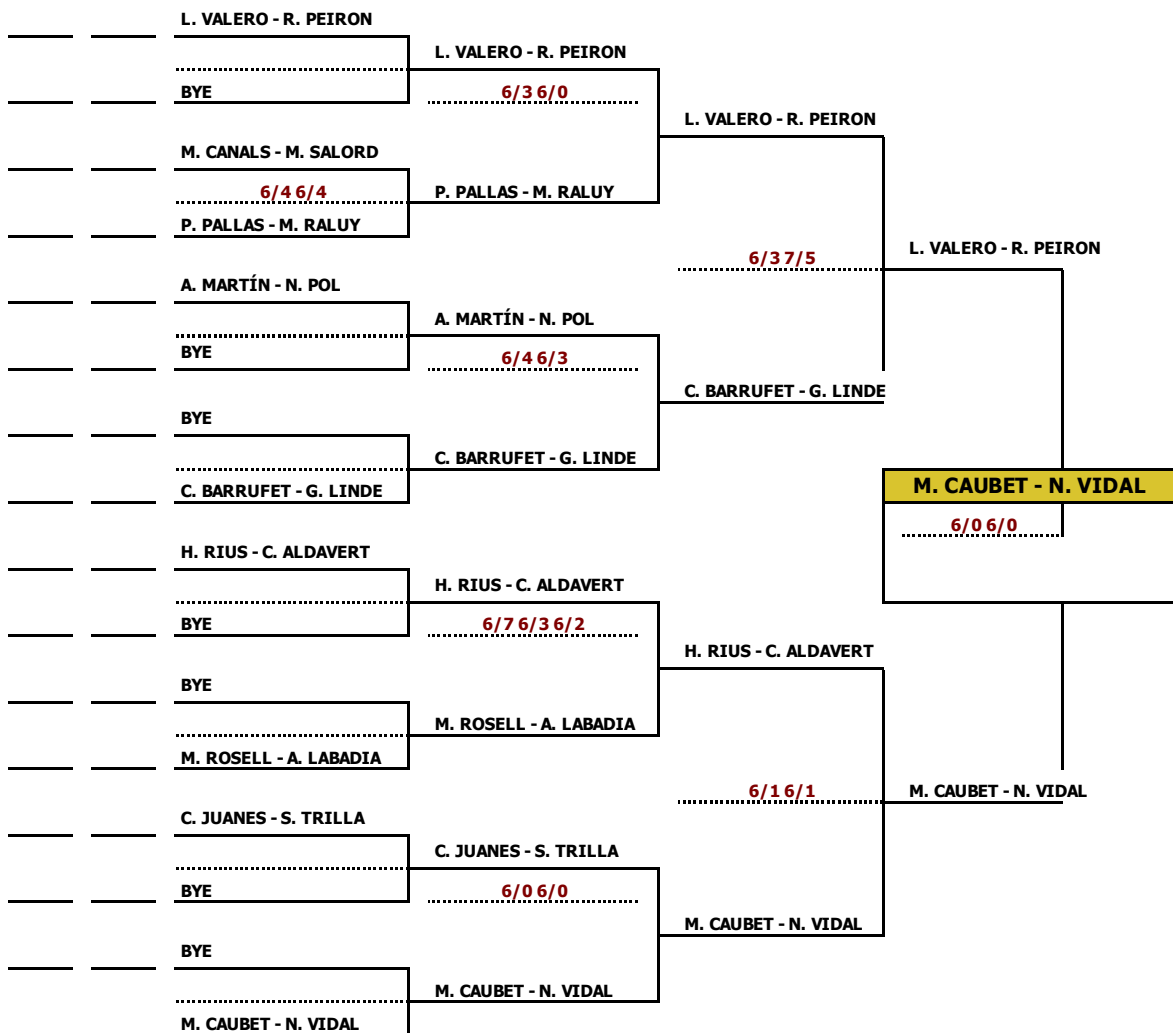 L. VALERO - R. PEIRON
L. VALERO - R. PEIRON
BYE
6/3 6/0
L. VALERO - R. PEIRON
M. CANALS - M. SALORD
6/4 6/4
P. PALLAS - M. RALUY
P. PALLAS - M. RALUY
L. VALERO - R. PEIRON
6/3 7/5
A. MARTÍN - N. POL
A. MARTÍN - N. POL
BYE
6/4 6/3
C. BARRUFET - G. LINDE
BYE
C. BARRUFET - G. LINDE
C. BARRUFET - G. LINDE
M. CAUBET - N. VIDAL
6/0 6/0
H. RIUS - C. ALDAVERT
H. RIUS - C. ALDAVERT
BYE
6/7 6/3 6/2
H. RIUS - C. ALDAVERT
BYE
M. ROSELL - A. LABADIA
M. ROSELL - A. LABADIA
6/1 6/1
M. CAUBET - N. VIDAL
C. JUANES - S. TRILLA
C. JUANES - S. TRILLA
BYE
6/0 6/0
M. CAUBET - N. VIDAL
BYE
M. CAUBET - N. VIDAL
M. CAUBET - N. VIDAL